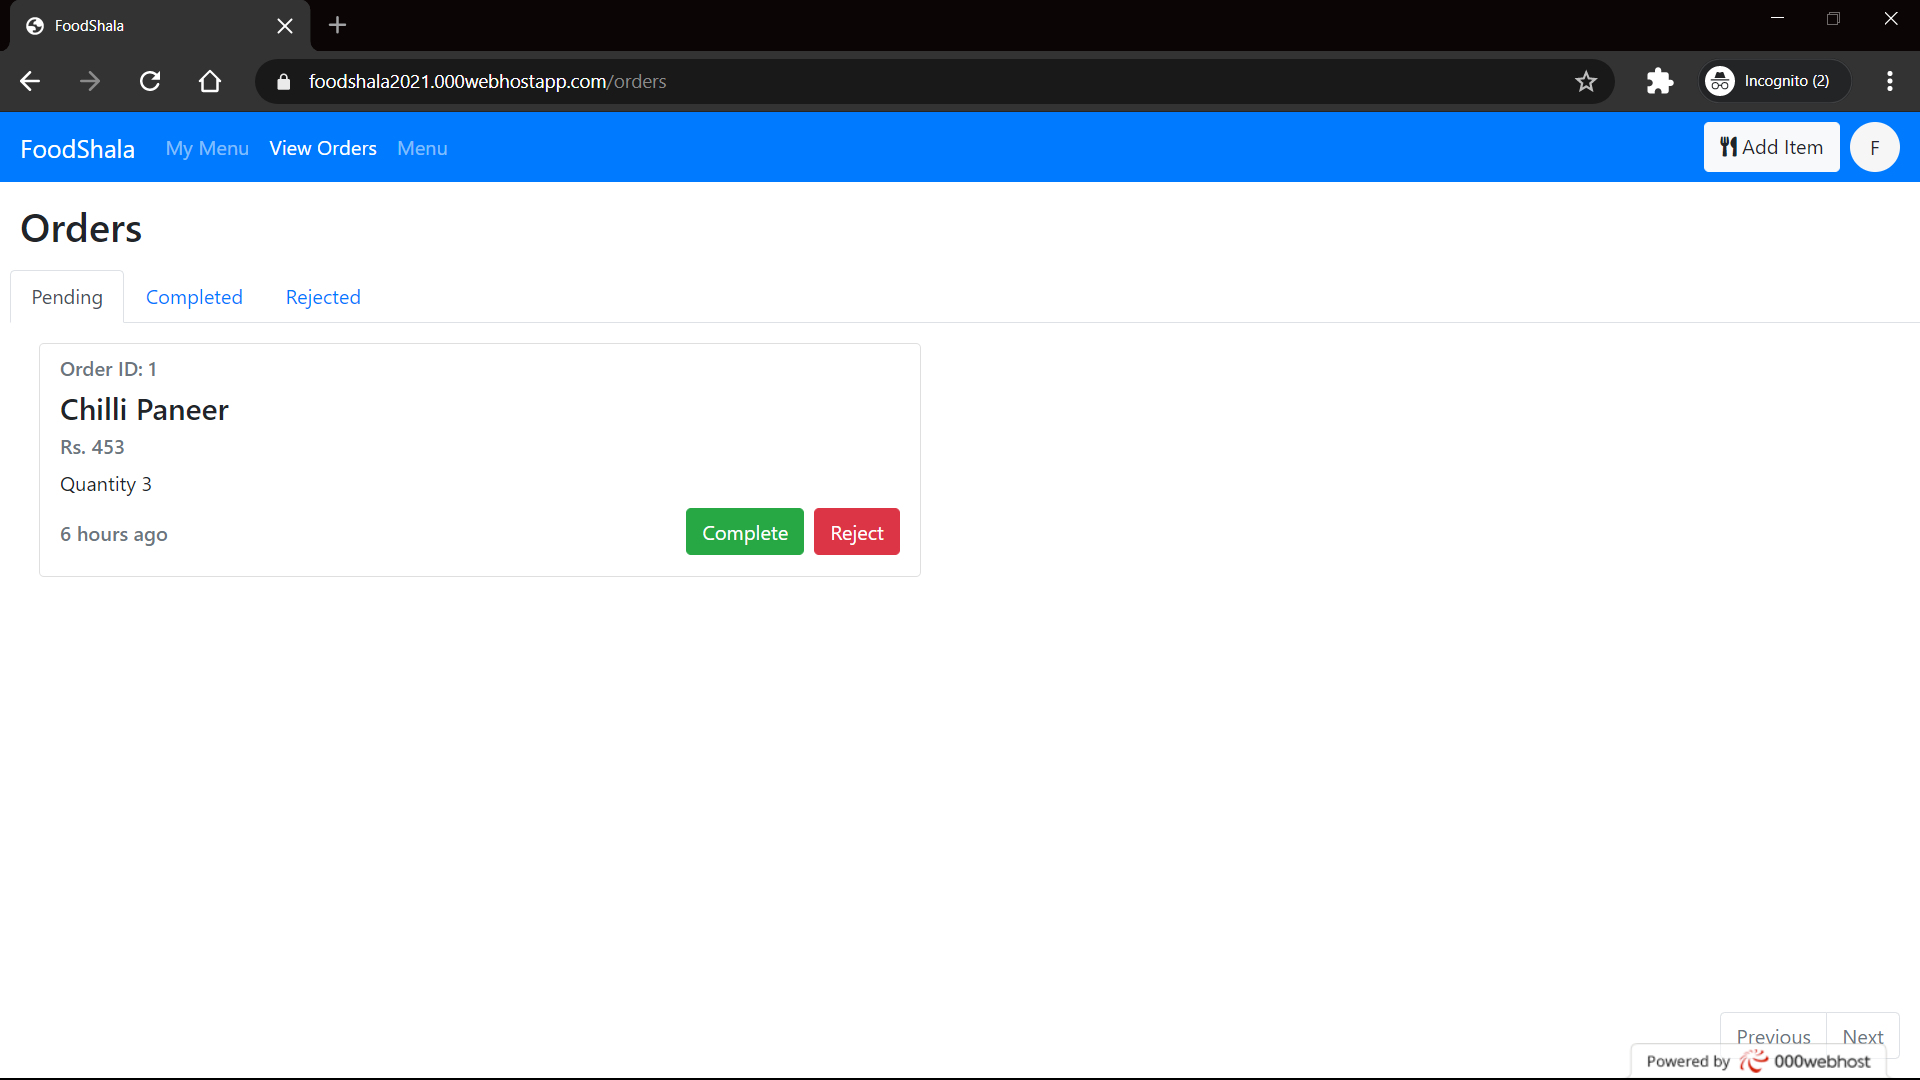 FoodShala
foodshala2021.000webhostapp.com/orders
Incognito (2)
FoodShala My Menu View Orders Menu
Add Item F
Orders
Pending Completed Rejected
Order ID: 1
Chilli Paneer
Rs. 453
Quantity 3
6 hours ago
Complete Reject
Previous Next
Powered by 000webhost